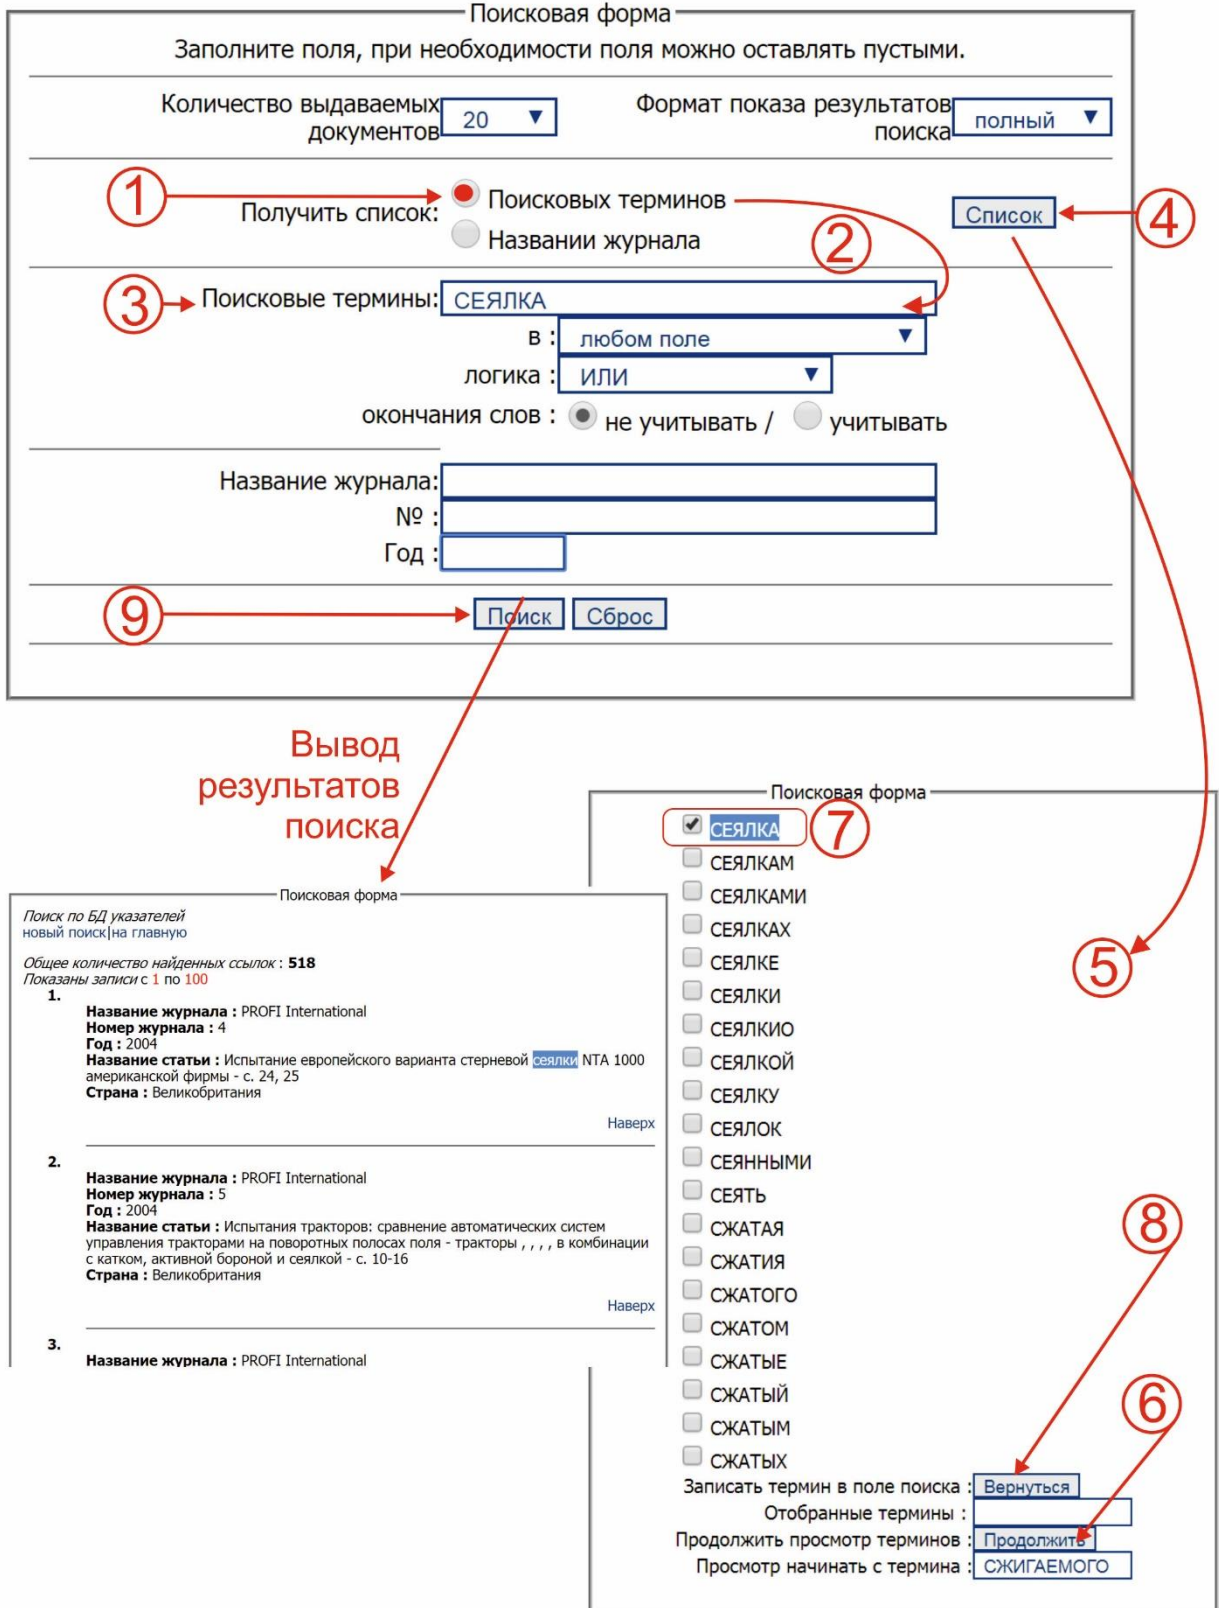 Поисковая форма
Заполните поля, при необходимости поля можно оставлять пустыми.
Количество выдаваемых документов 20 ▼ Формат показа результатов поиска полный ▼
1
Получить список:
Поисковых терминов
Названии журнала
2
Список
4
3
Поисковые термины: СЕЯЛКА
в : любом поле ▼
логика : ИЛИ ▼
окончания слов : не учитывать / учитывать
Название журнала:
№ :
Год :
9
Поиск Сброс
Вывод
результатов
поиска
Поисковая форма
Поиск по БД указателей
новый поиск|на главную
Общее количество найденных ссылок : 518
Показаны записи с 1 по 100
1.
Название журнала : PROFI International
Номер журнала : 4
Год : 2004
Название статьи : Испытание европейского варианта стерневой сеялки NTA 1000
американской фирмы - с. 24, 25
Страна : Великобритания
Наверх
2.
Название журнала : PROFI International
Номер журнала : 5
Год : 2004
Название статьи : Испытания тракторов: сравнение автоматических систем
управления тракторами на поворотных полосах поля - тракторы , , , , в комбинации
с катком, активной бороной и сеялкой - с. 10-16
Страна : Великобритания
Наверх
3.
Название журнала : PROFI International
Поисковая форма
СЕЯЛКА
7
СЕЯЛКАМ
СЕЯЛКАМИ
СЕЯЛКАХ
СЕЯЛКЕ
5
СЕЯЛКИ
СЕЯЛКИО
СЕЯЛКОЙ
СЕЯЛКУ
СЕЯЛОК
СЕЯННЫМИ
СЕЯТЬ
СЖАТАЯ
8
СЖАТИЯ
СЖАТОГО
СЖАТОМ
СЖАТЫЕ
СЖАТЫЙ
6
СЖАТЫМ
СЖАТЫХ
Записать термин в поле поиска : Вернуться
Отобранные термины :
Продолжить просмотр терминов : Продолжить
Просмотр начинать с термина : СЖИГАЕМОГО